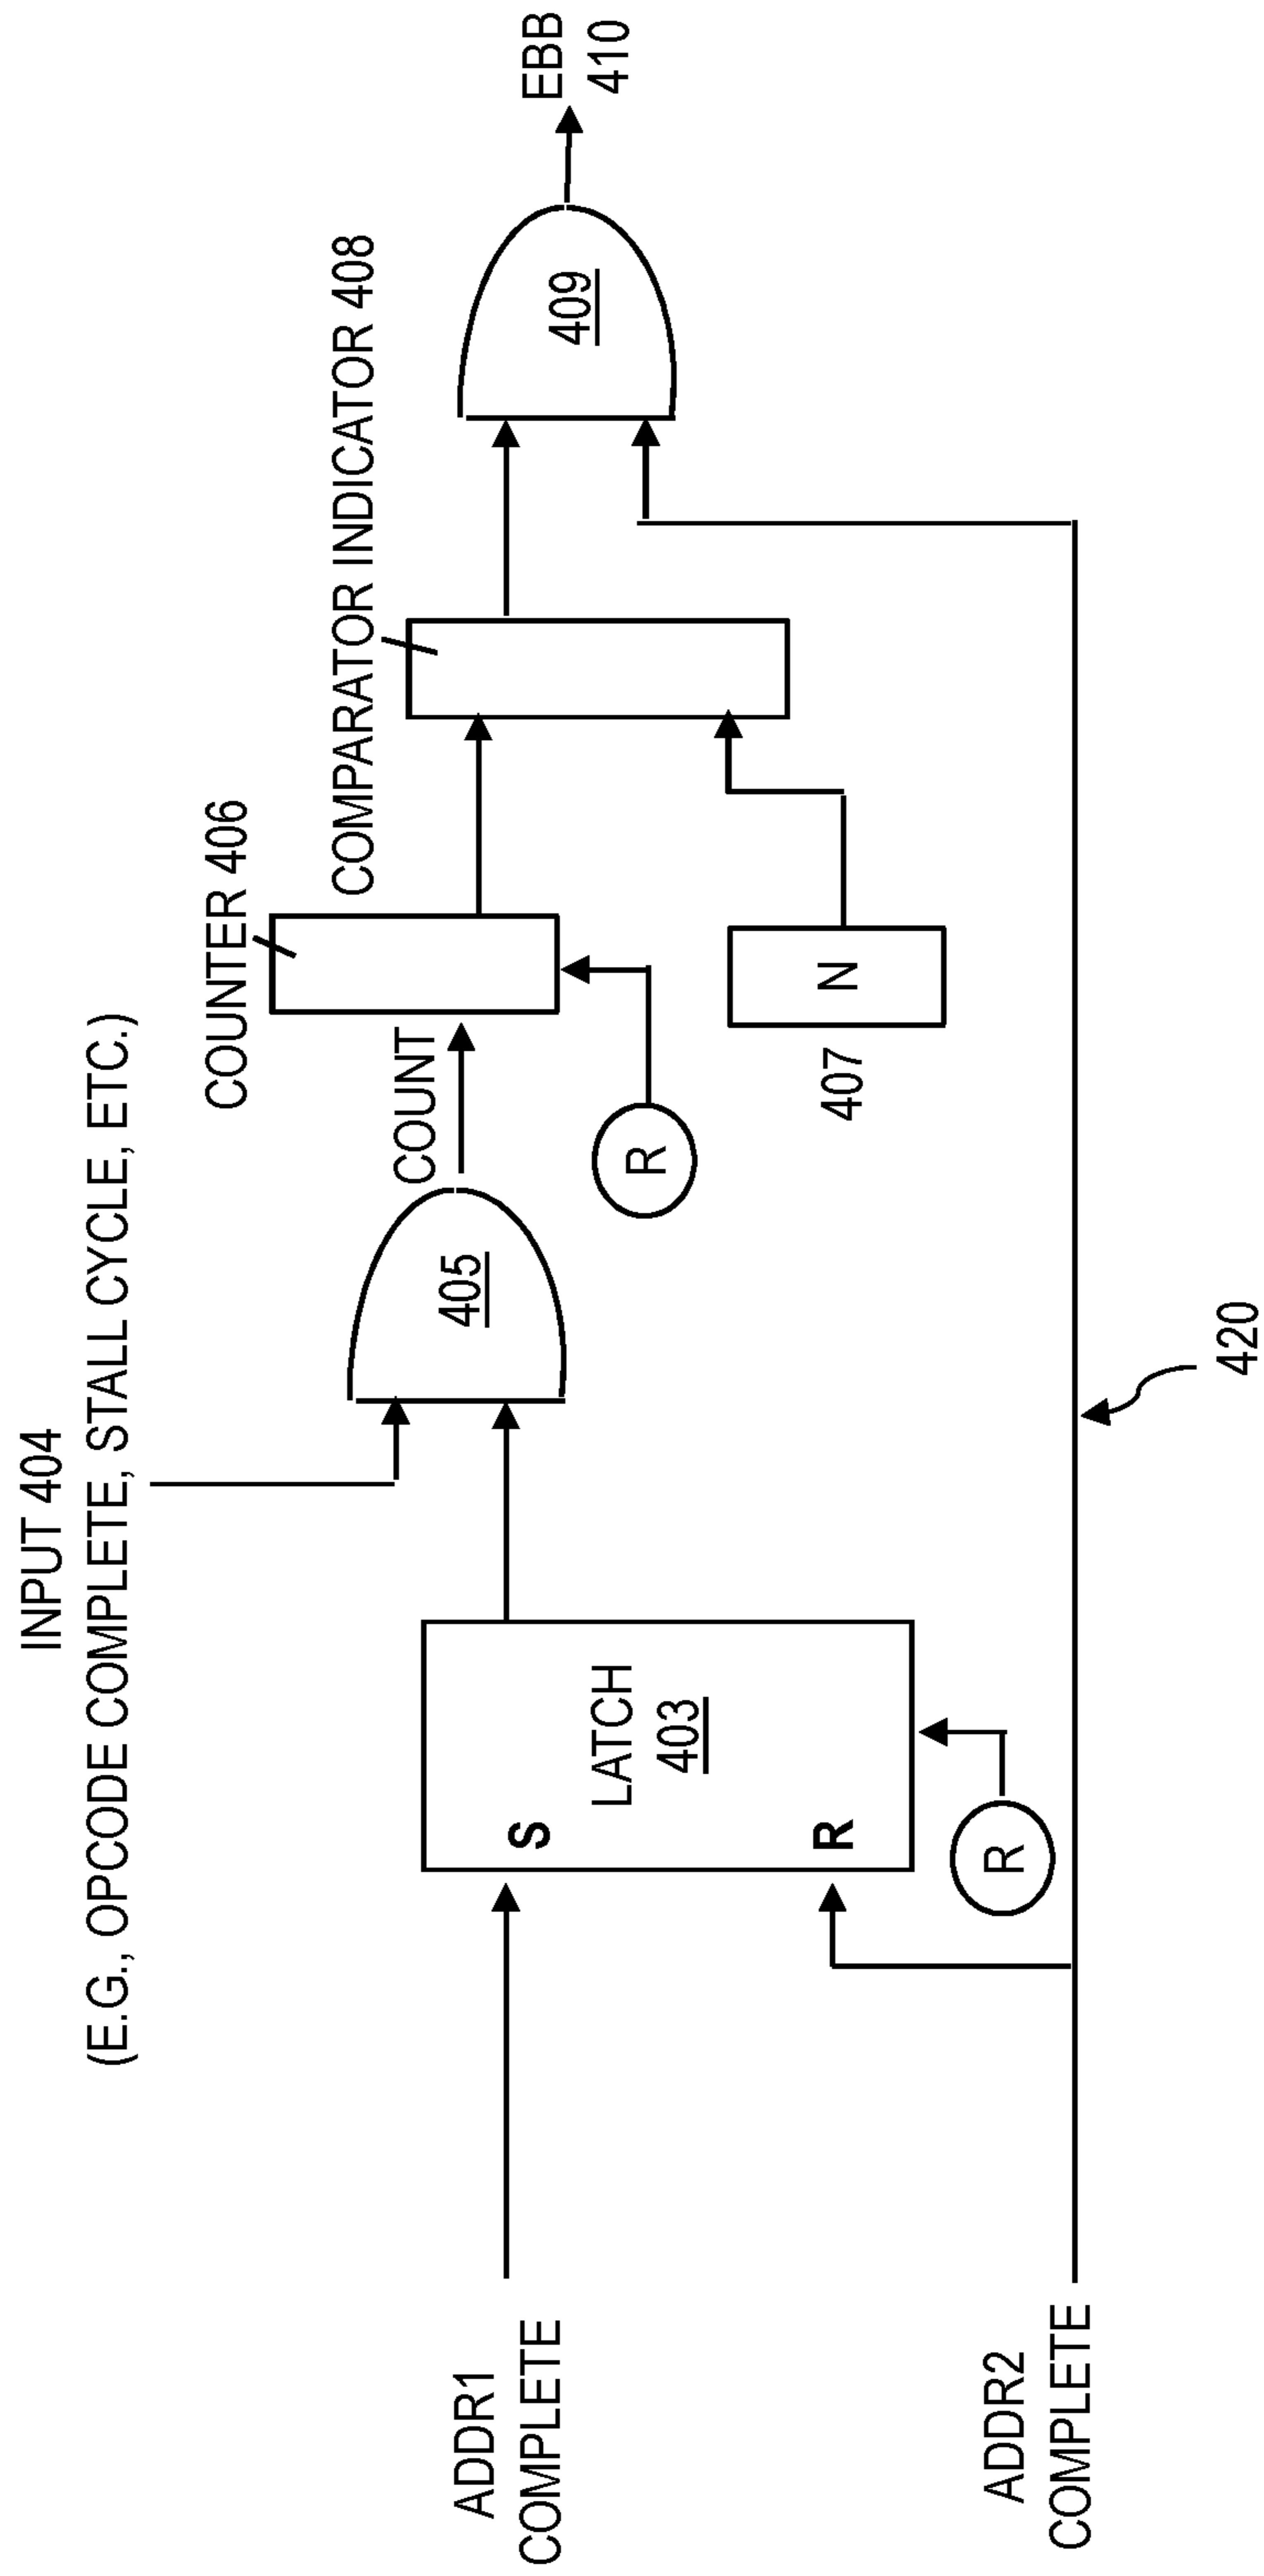 INPUT 404
(E.G., OPCODE COMPLETE, STALL CYCLE, ETC.)
COUNTER 406
COMPARATOR INDICATOR 408
COUNT
405
409
EBB
410
ADDR1
COMPLETE
S
R
LATCH
403
R
R
N
407
ADDR2
COMPLETE
420